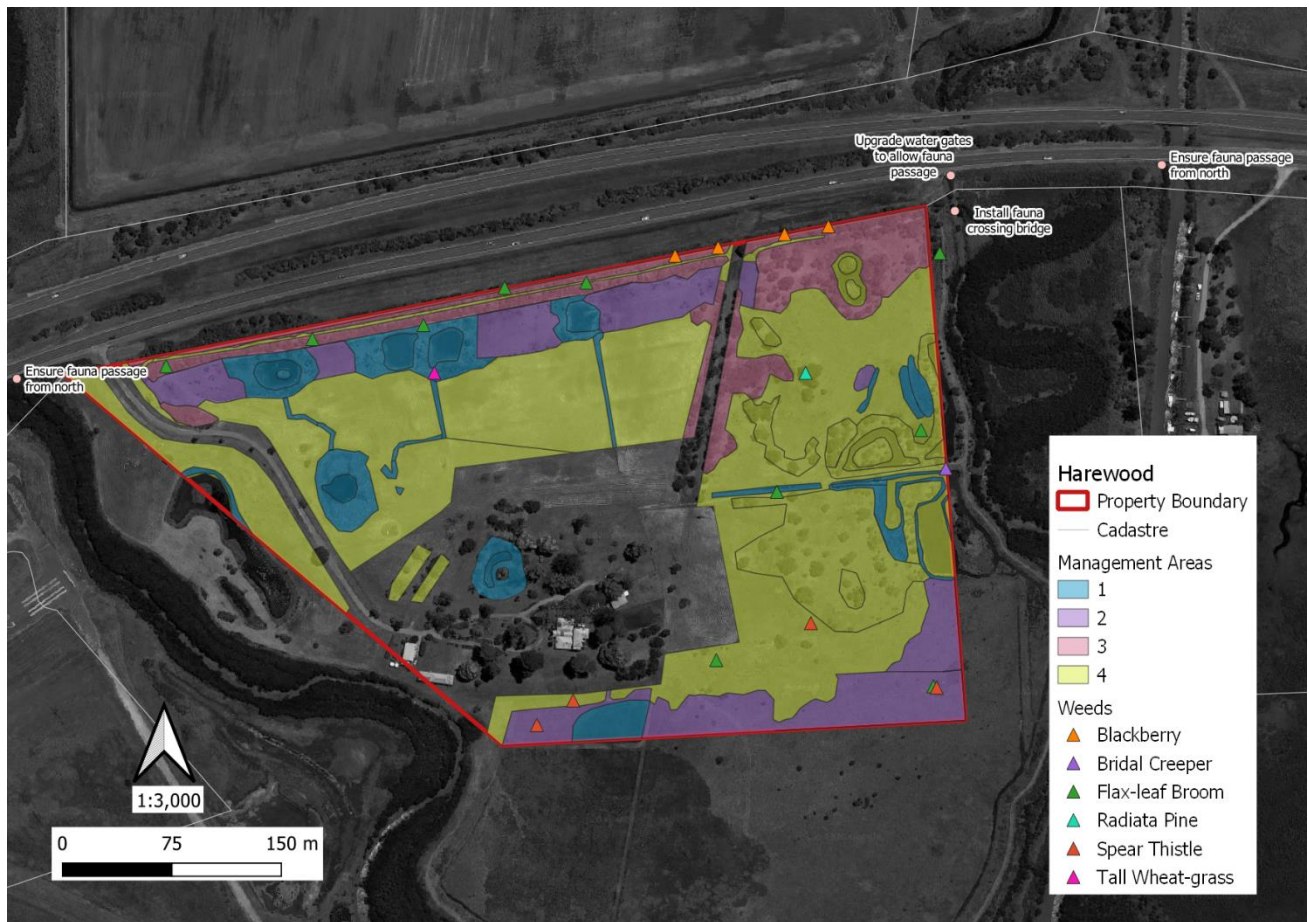 Upgrade water gates
to allow fauna
passage
Ensure fauna passage
from north
Install fauna
crossing bridge
Ensure fauna passage
from north
Harewood
Property Boundary
Cadastre
Management Areas
1
2
3
4
Weeds
Blackberry
Bridal Creeper
Flax-leaf Broom
Radiata Pine
Spear Thistle
Tall Wheat-grass
1:3,000
0 75 150 m